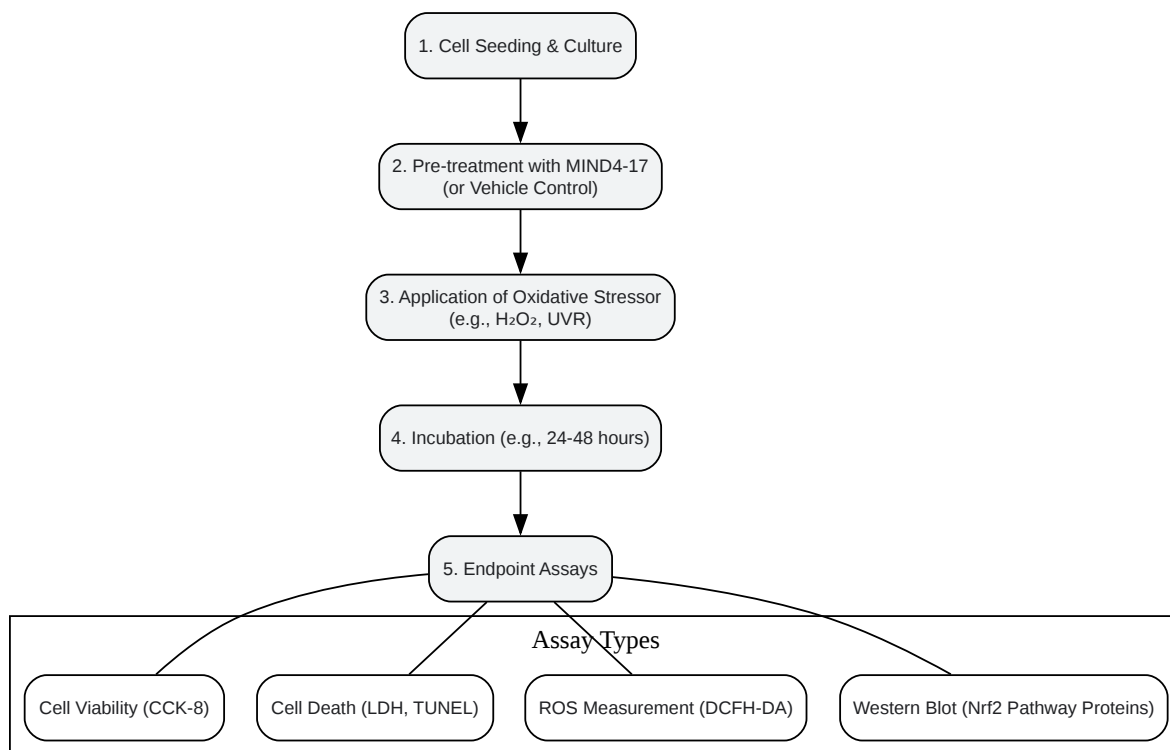 1. Cell Seeding & Culture
2. Pre-treatment with MIND4-17
(or Vehicle Control)
3. Application of Oxidative Stressor
(e.g., H₂O₂, UVR)
4. Incubation (e.g., 24-48 hours)
5. Endpoint Assays
Assay Types
Cell Viability (CCK-8)
Cell Death (LDH, TUNEL)
ROS Measurement (DCFH-DA)
Western Blot (Nrf2 Pathway Proteins)